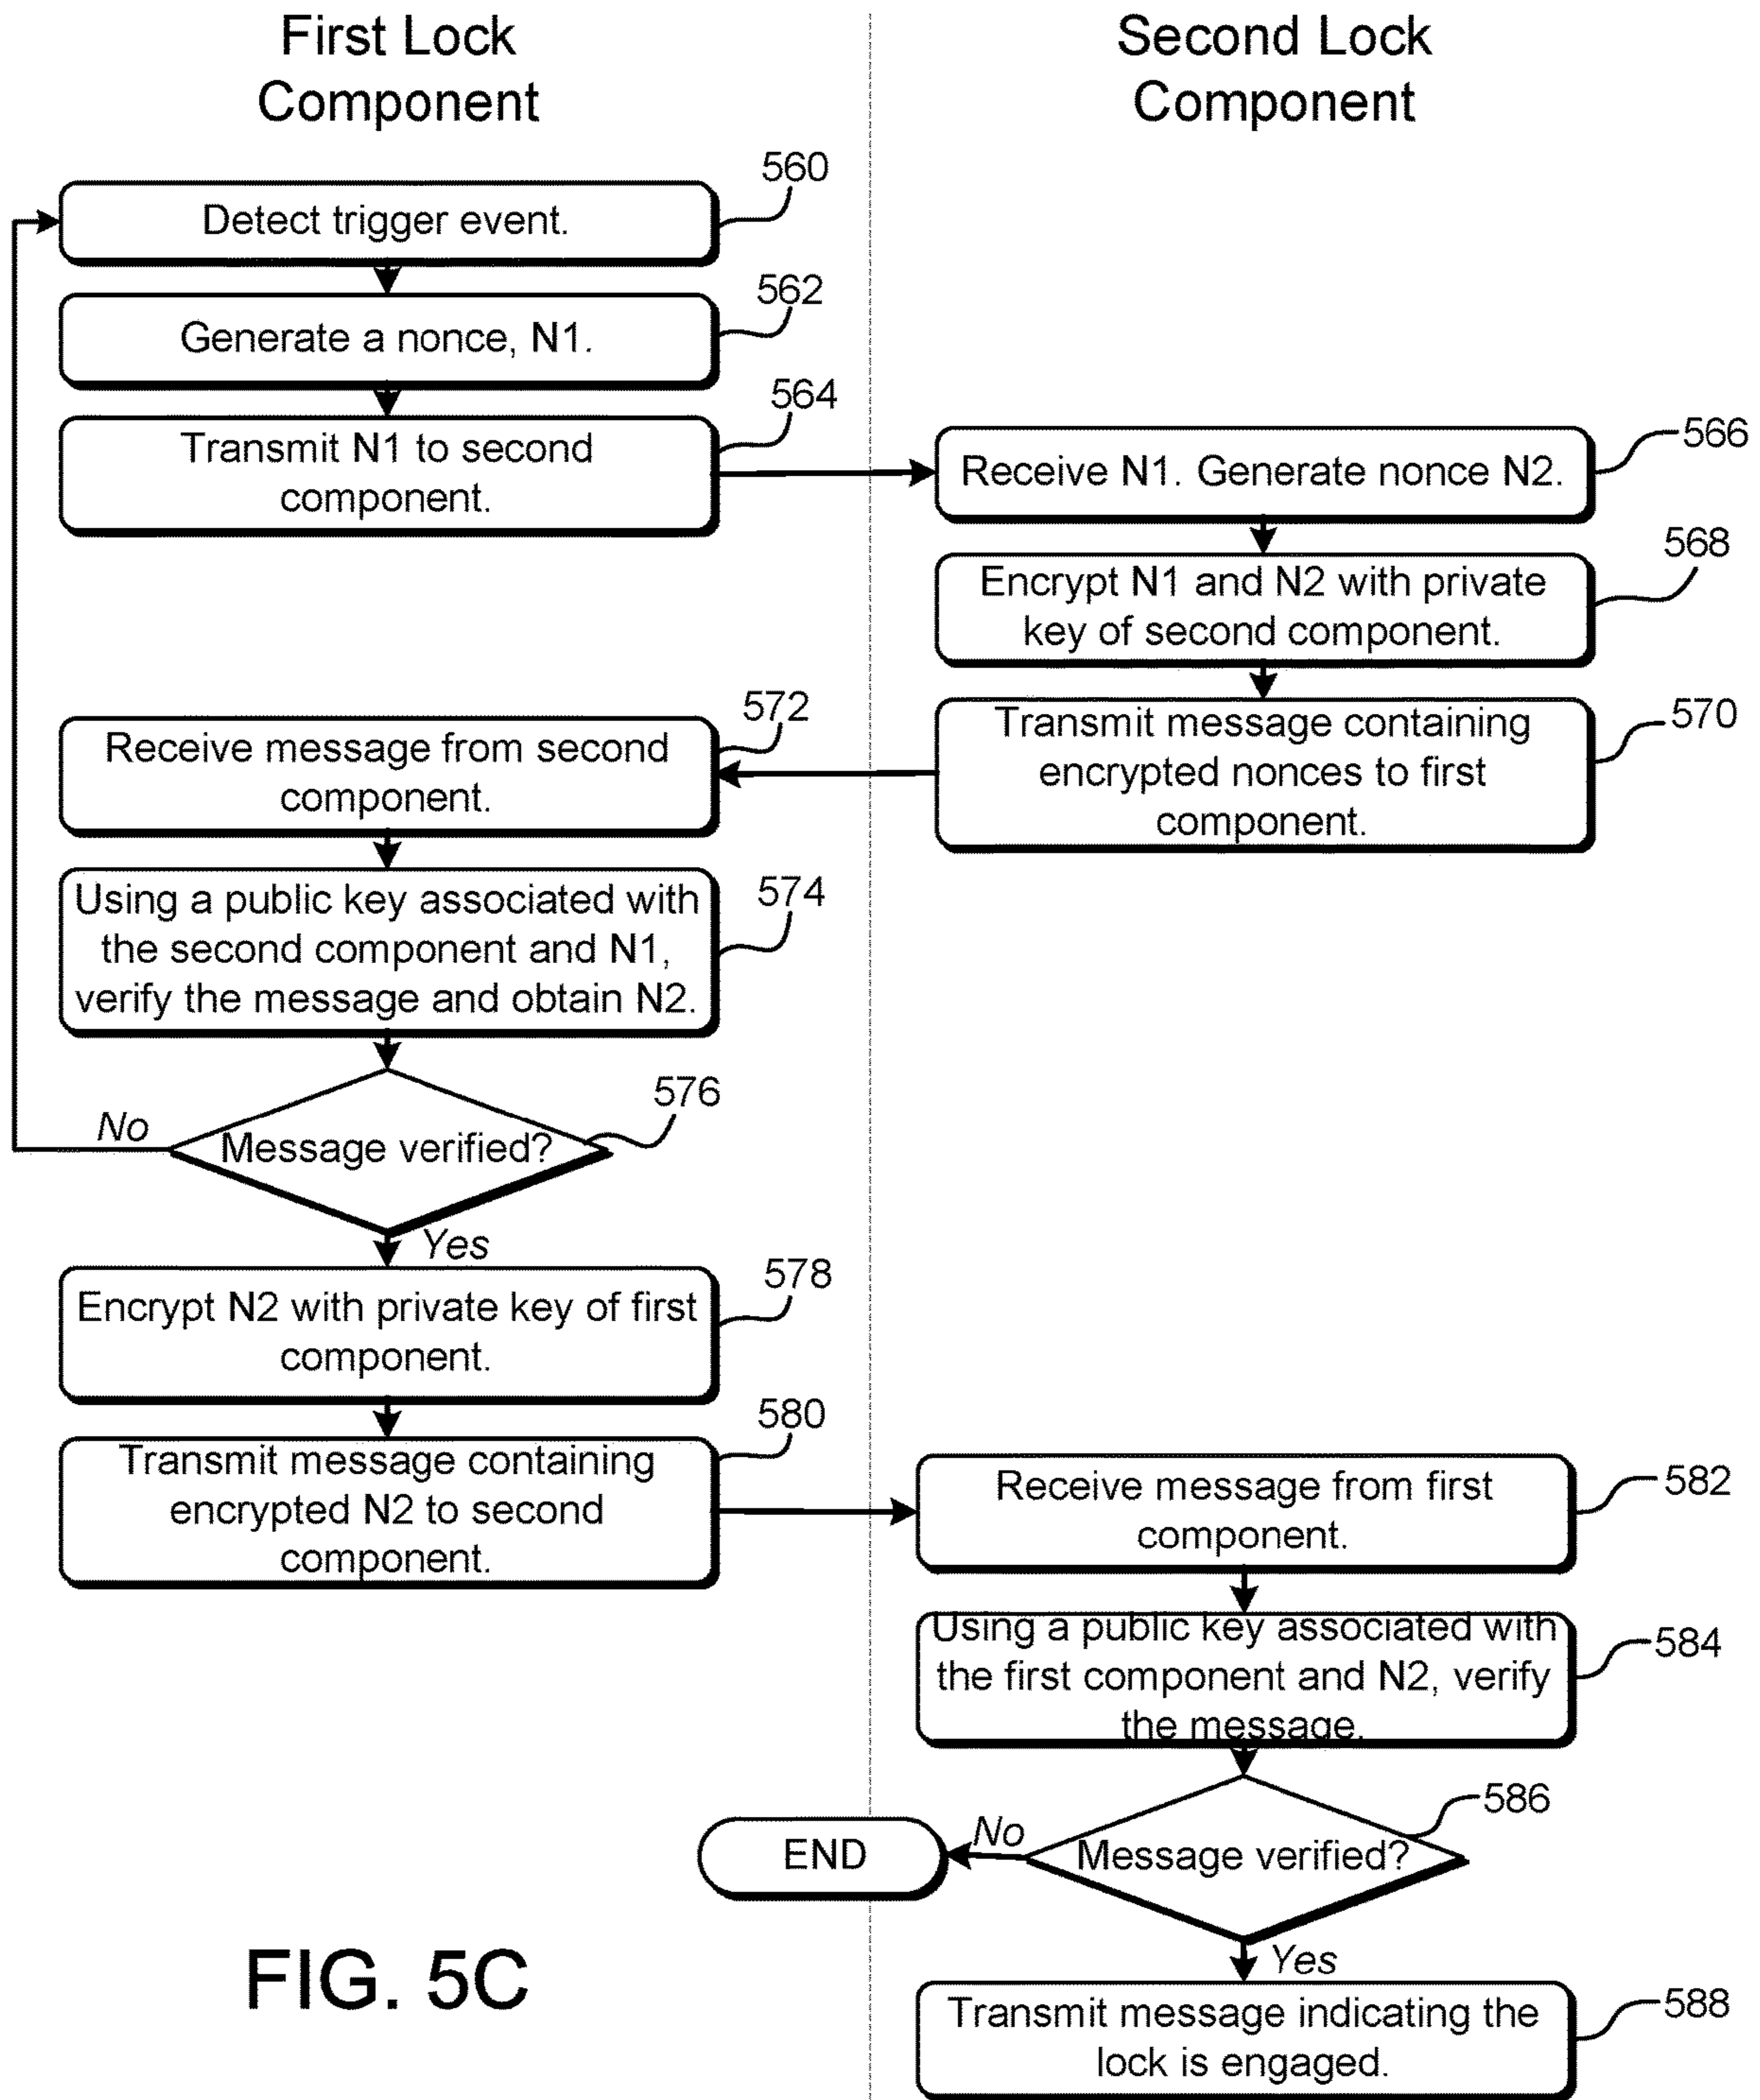 First Lock
Component
Second Lock
Component
560
Detect trigger event.
562
Generate a nonce, N1.
564
Transmit N1 to second
component.
566
Receive N1. Generate nonce N2.
568
Encrypt N1 and N2 with private
key of second component.
570
Transmit message containing
encrypted nonces to first
component.
572
Receive message from second
component.
574
Using a public key associated with
the second component and N1,
verify the message and obtain N2.
576
Message verified?
No
Yes
578
Encrypt N2 with private key of first
component.
580
Transmit message containing
encrypted N2 to second
component.
582
Receive message from first
component.
584
Using a public key associated with
the first component and N2, verify
the message.
586
Message verified?
No
END
Yes
588
Transmit message indicating the
lock is engaged.
FIG. 5C